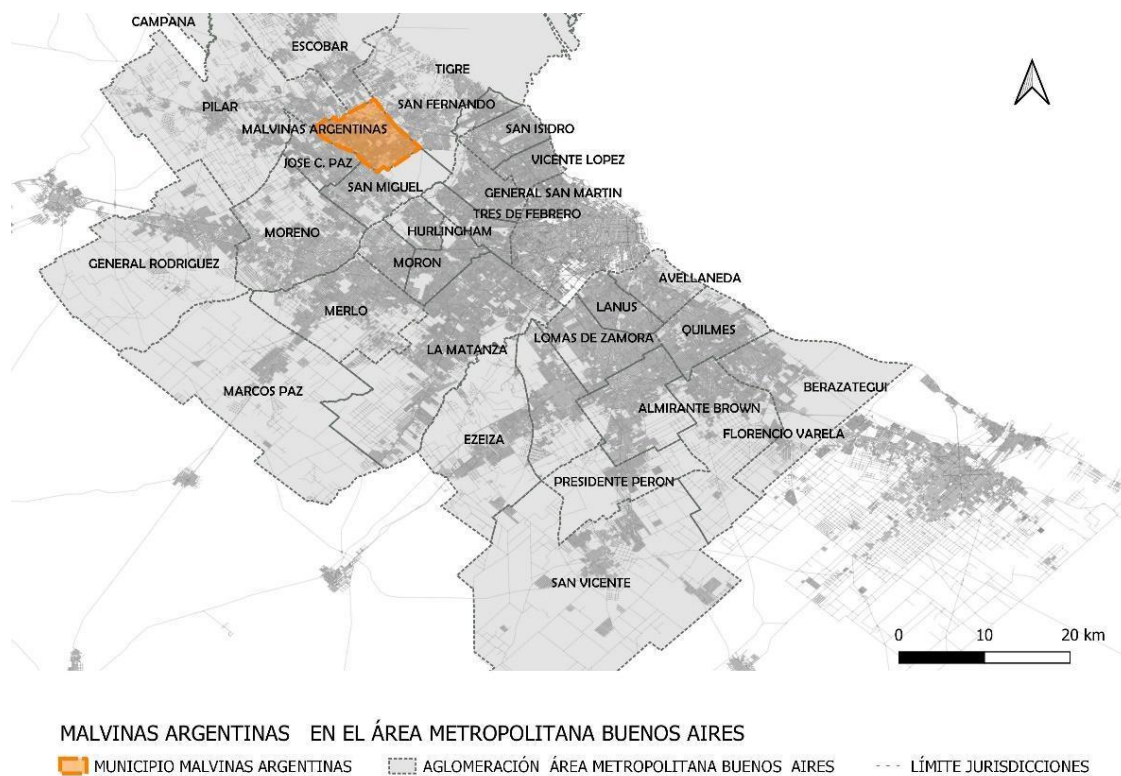 CAMPANA
ESCOBAR
TIGRE
PILAR
SAN FERNANDO
MALVINAS ARGENTINAS
SAN ISIDRO
JOSE C. PAZ
VICENTE LOPEZ
SAN MIGUEL
GENERAL SAN MARTIN
TRES DE FEBRERO
MORENO
HURLINGHAM
GENERAL RODRIGUEZ
MORON
AVELLANEDA
MERLO
LANUS
QUILMES
LOMAS DE ZAMORA
LA MATANZA
MARCOS PAZ
BERAZATEGUI
ALMIRANTE BROWN
EZEIZA
FLORENCIO VARELA
PRESIDENTE PERON
SAN VICENTE
0 10 20 km
MALVINAS ARGENTINAS EN EL ÁREA METROPOLITANA BUENOS AIRES
MUNICIPIO MALVINAS ARGENTINAS AGLOMERACIÓN ÁREA METROPOLITANA BUENOS AIRES LÍMITE JURISDICCIONES